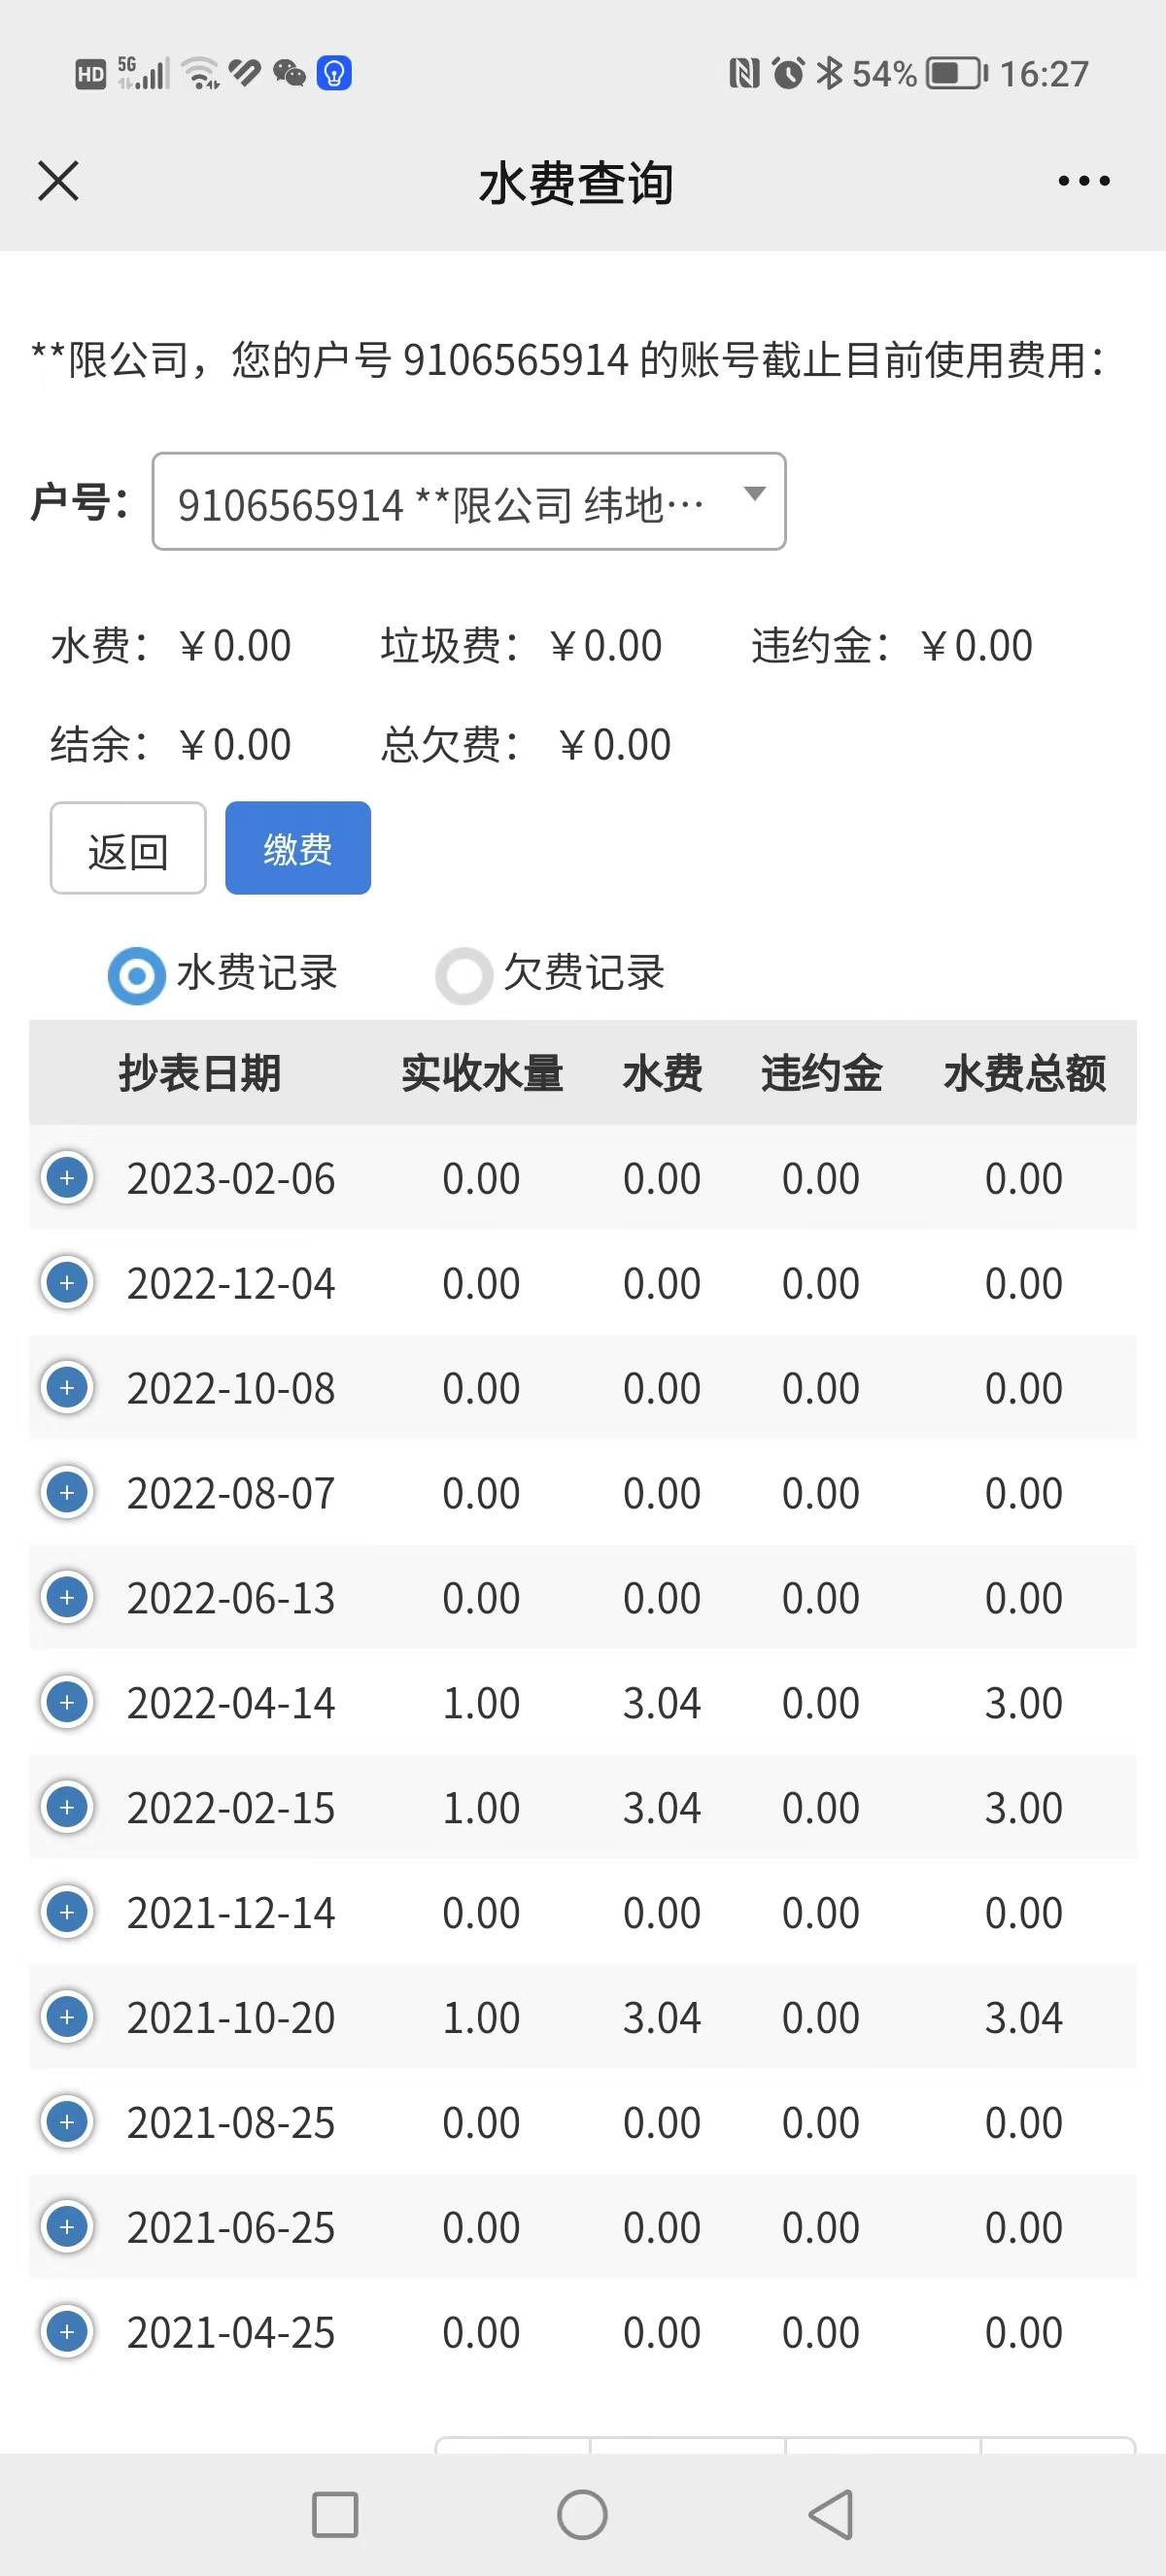 HD 5G 54% 16:27
水费查询
**限公司，您的户号 9106565914 的账号截止目前使用费用：
户号： 9106565914 **限公司 纬地…
水费：￥0.00 垃圾费：￥0.00 违约金：￥0.00
结余：￥0.00 总欠费：￥0.00
返回 缴费
水费记录 欠费记录
抄表日期 实收水量 水费 违约金 水费总额
2023-02-06 0.00 0.00 0.00 0.00
2022-12-04 0.00 0.00 0.00 0.00
2022-10-08 0.00 0.00 0.00 0.00
2022-08-07 0.00 0.00 0.00 0.00
2022-06-13 0.00 0.00 0.00 0.00
2022-04-14 1.00 3.04 0.00 3.00
2022-02-15 1.00 3.04 0.00 3.00
2021-12-14 0.00 0.00 0.00 0.00
2021-10-20 1.00 3.04 0.00 3.04
2021-08-25 0.00 0.00 0.00 0.00
2021-06-25 0.00 0.00 0.00 0.00
2021-04-25 0.00 0.00 0.00 0.00